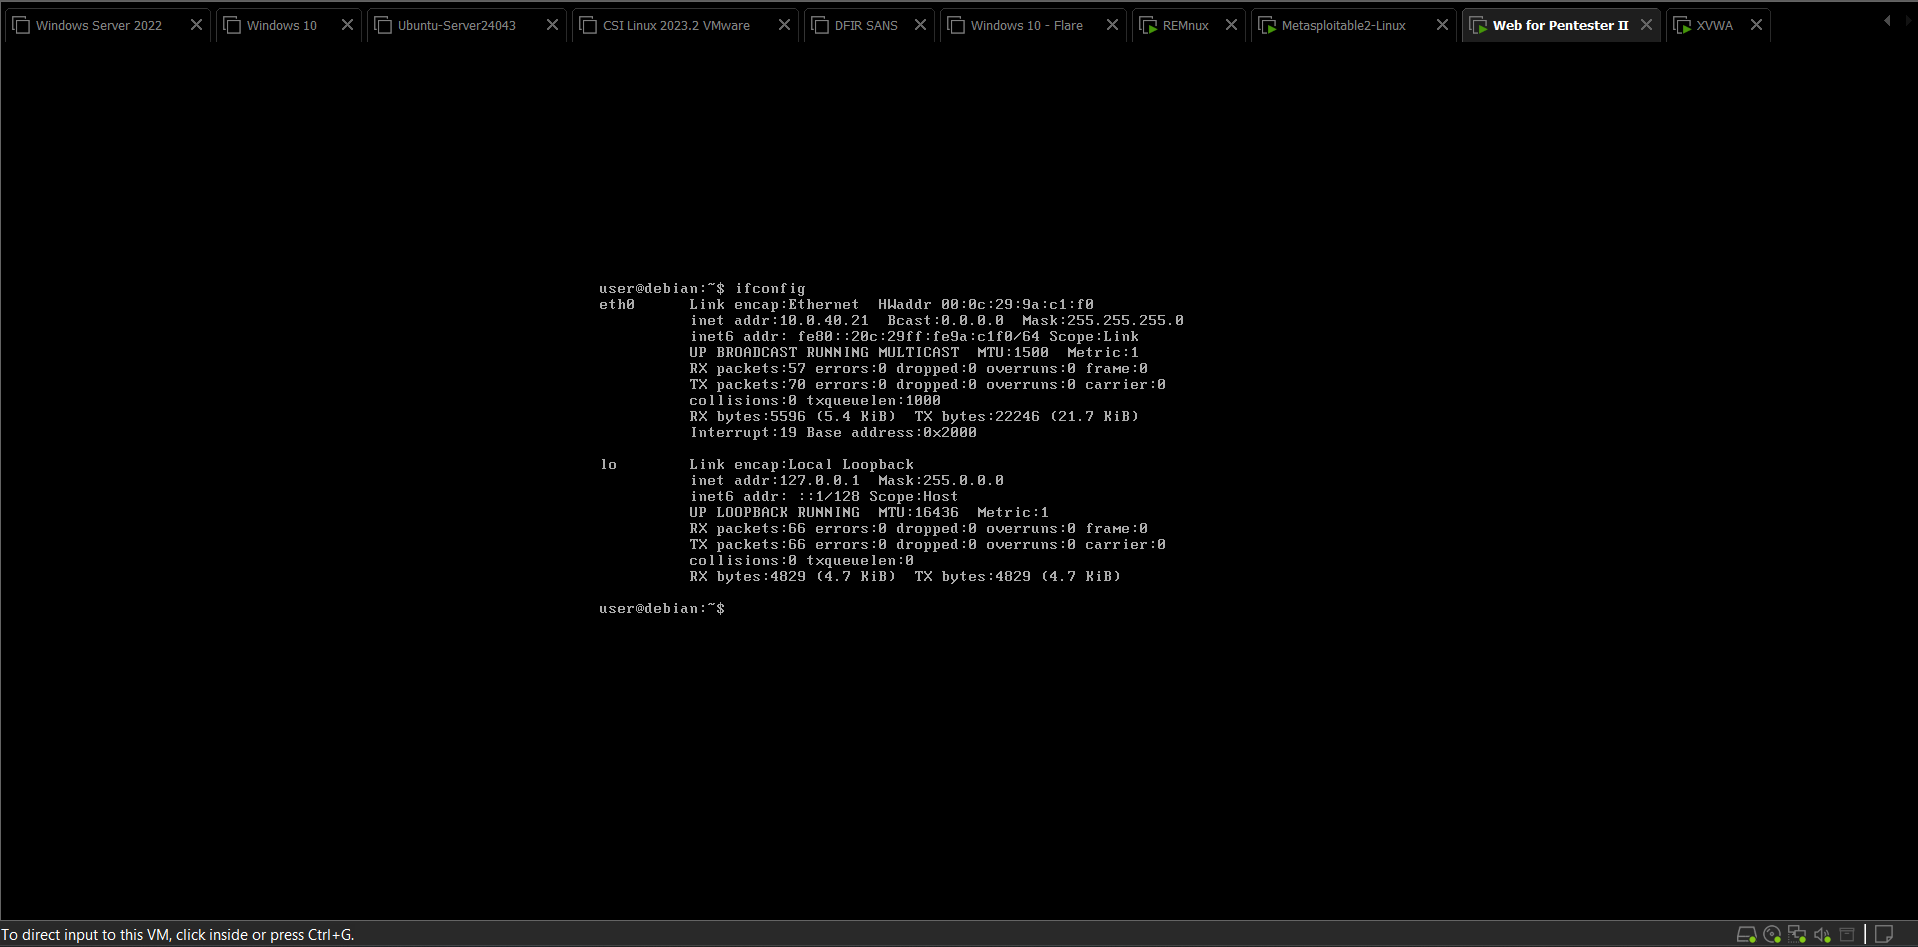 Windows Server 2022 Windows 10 Ubuntu-Server24043 CSI Linux 2023.2 VMware DFIR SANS Windows 10 - Flare REMnux Metasploitable2-Linux Web for Pentester II XVWA
user@debian:~$ ifconfig
eth0 Link encap:Ethernet HWaddr 00:0c:29:9a:c1:f0
inet addr:10.0.40.21 Bcast:0.0.0.0 Mask:255.255.255.0
inet6 addr: fe80::20c:29ff:fe9a:c1f0/64 Scope:Link
UP BROADCAST RUNNING MULTICAST MTU:1500 Metric:1
RX packets:57 errors:0 dropped:0 overruns:0 frame:0
TX packets:70 errors:0 dropped:0 overruns:0 carrier:0
collisions:0 txqueuelen:1000
RX bytes:5596 (5.4 KiB) TX bytes:22246 (21.7 KiB)
Interrupt:19 Base address:0x2000
lo Link encap:Local Loopback
inet addr:127.0.0.1 Mask:255.0.0.0
inet6 addr: ::1/128 Scope:Host
UP LOOPBACK RUNNING MTU:16436 Metric:1
RX packets:66 errors:0 dropped:0 overruns:0 frame:0
TX packets:66 errors:0 dropped:0 overruns:0 carrier:0
collisions:0 txqueuelen:0
RX bytes:4829 (4.7 KiB) TX bytes:4829 (4.7 KiB)
user@debian:~$
To direct input to this VM, click inside or press Ctrl+G.